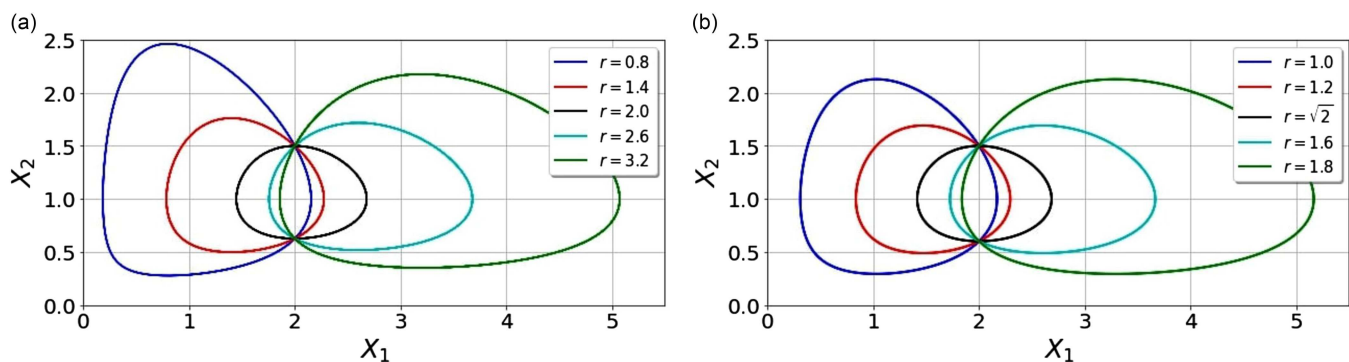 (a)
2.5
2.0
1.5
1.0
0.5
0.0
X₂
0 1 2 3 4 5
X₁
r = 0.8
r = 1.4
r = 2.0
r = 2.6
r = 3.2
(b)
2.5
2.0
1.5
1.0
0.5
0.0
X₂
0 1 2 3 4 5
X₁
r = 1.0
r = 1.2
r = √2
r = 1.6
r = 1.8